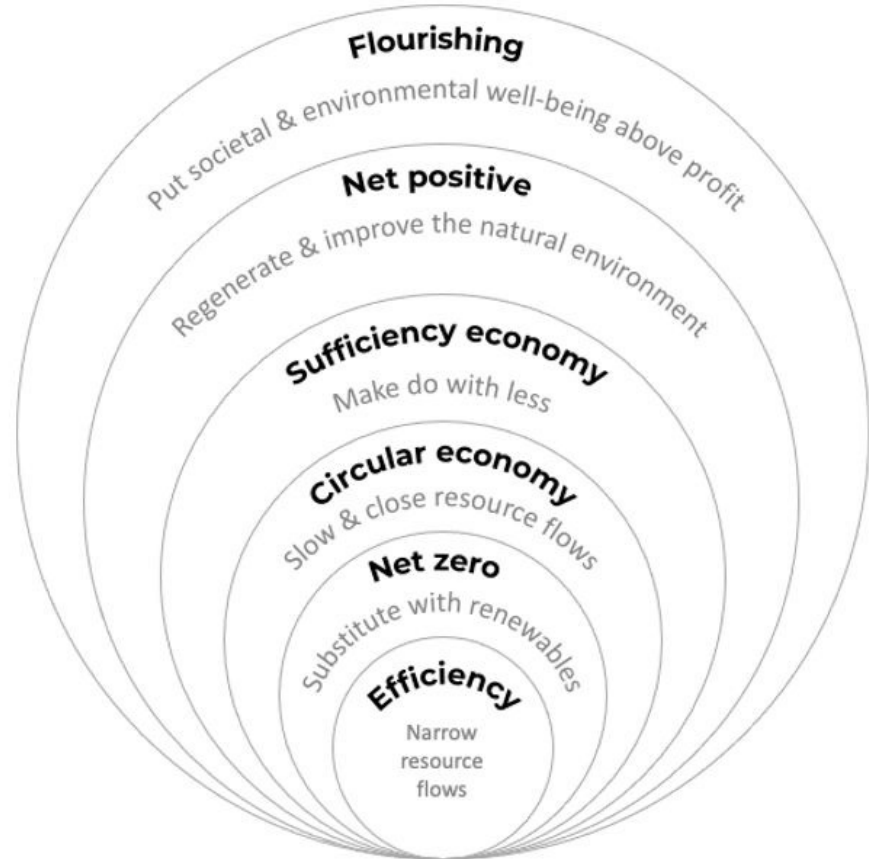 Flourishing
Put societal & environmental well-being above profit
Net positive
Regenerate & improve the natural environment
Sufficiency economy
Make do with less
Circular economy
Slow & close resource flows
Net zero
Substitute with renewables
Efficiency
Narrow
resource
flows